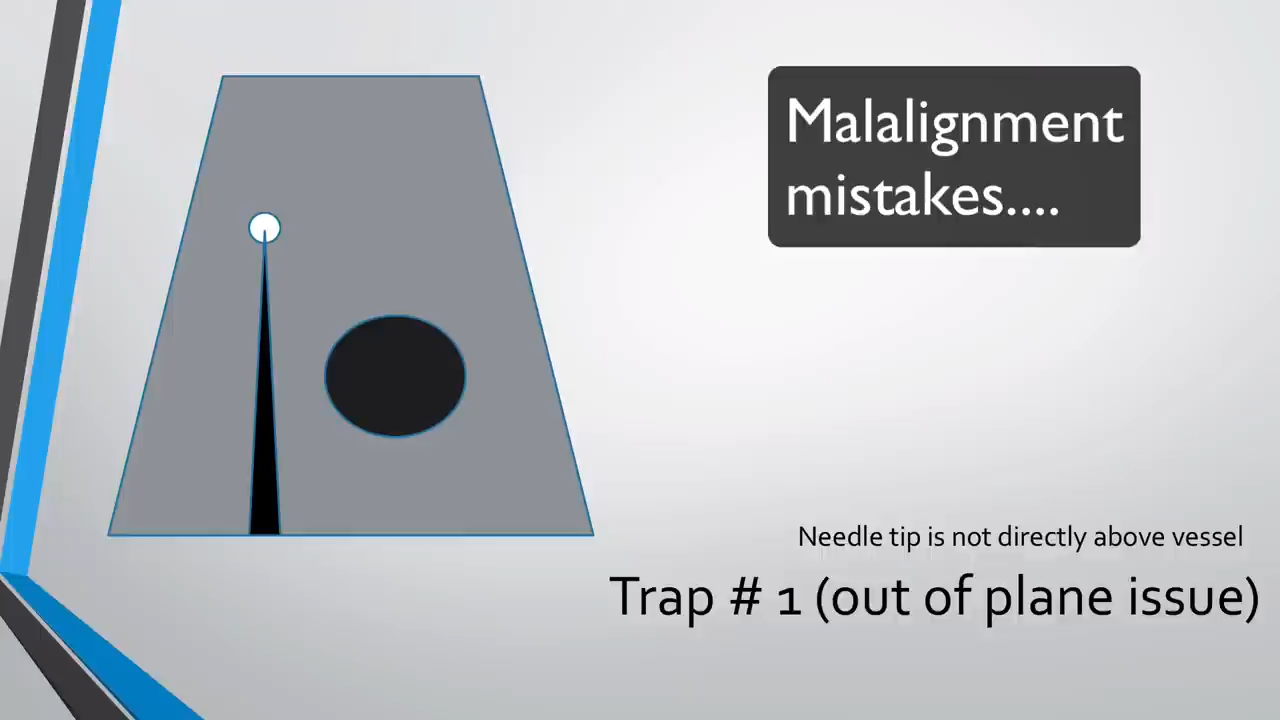 Malalignment
mistakes....
Needle tip is not directly above vessel
Trap # 1 (out of plane issue)